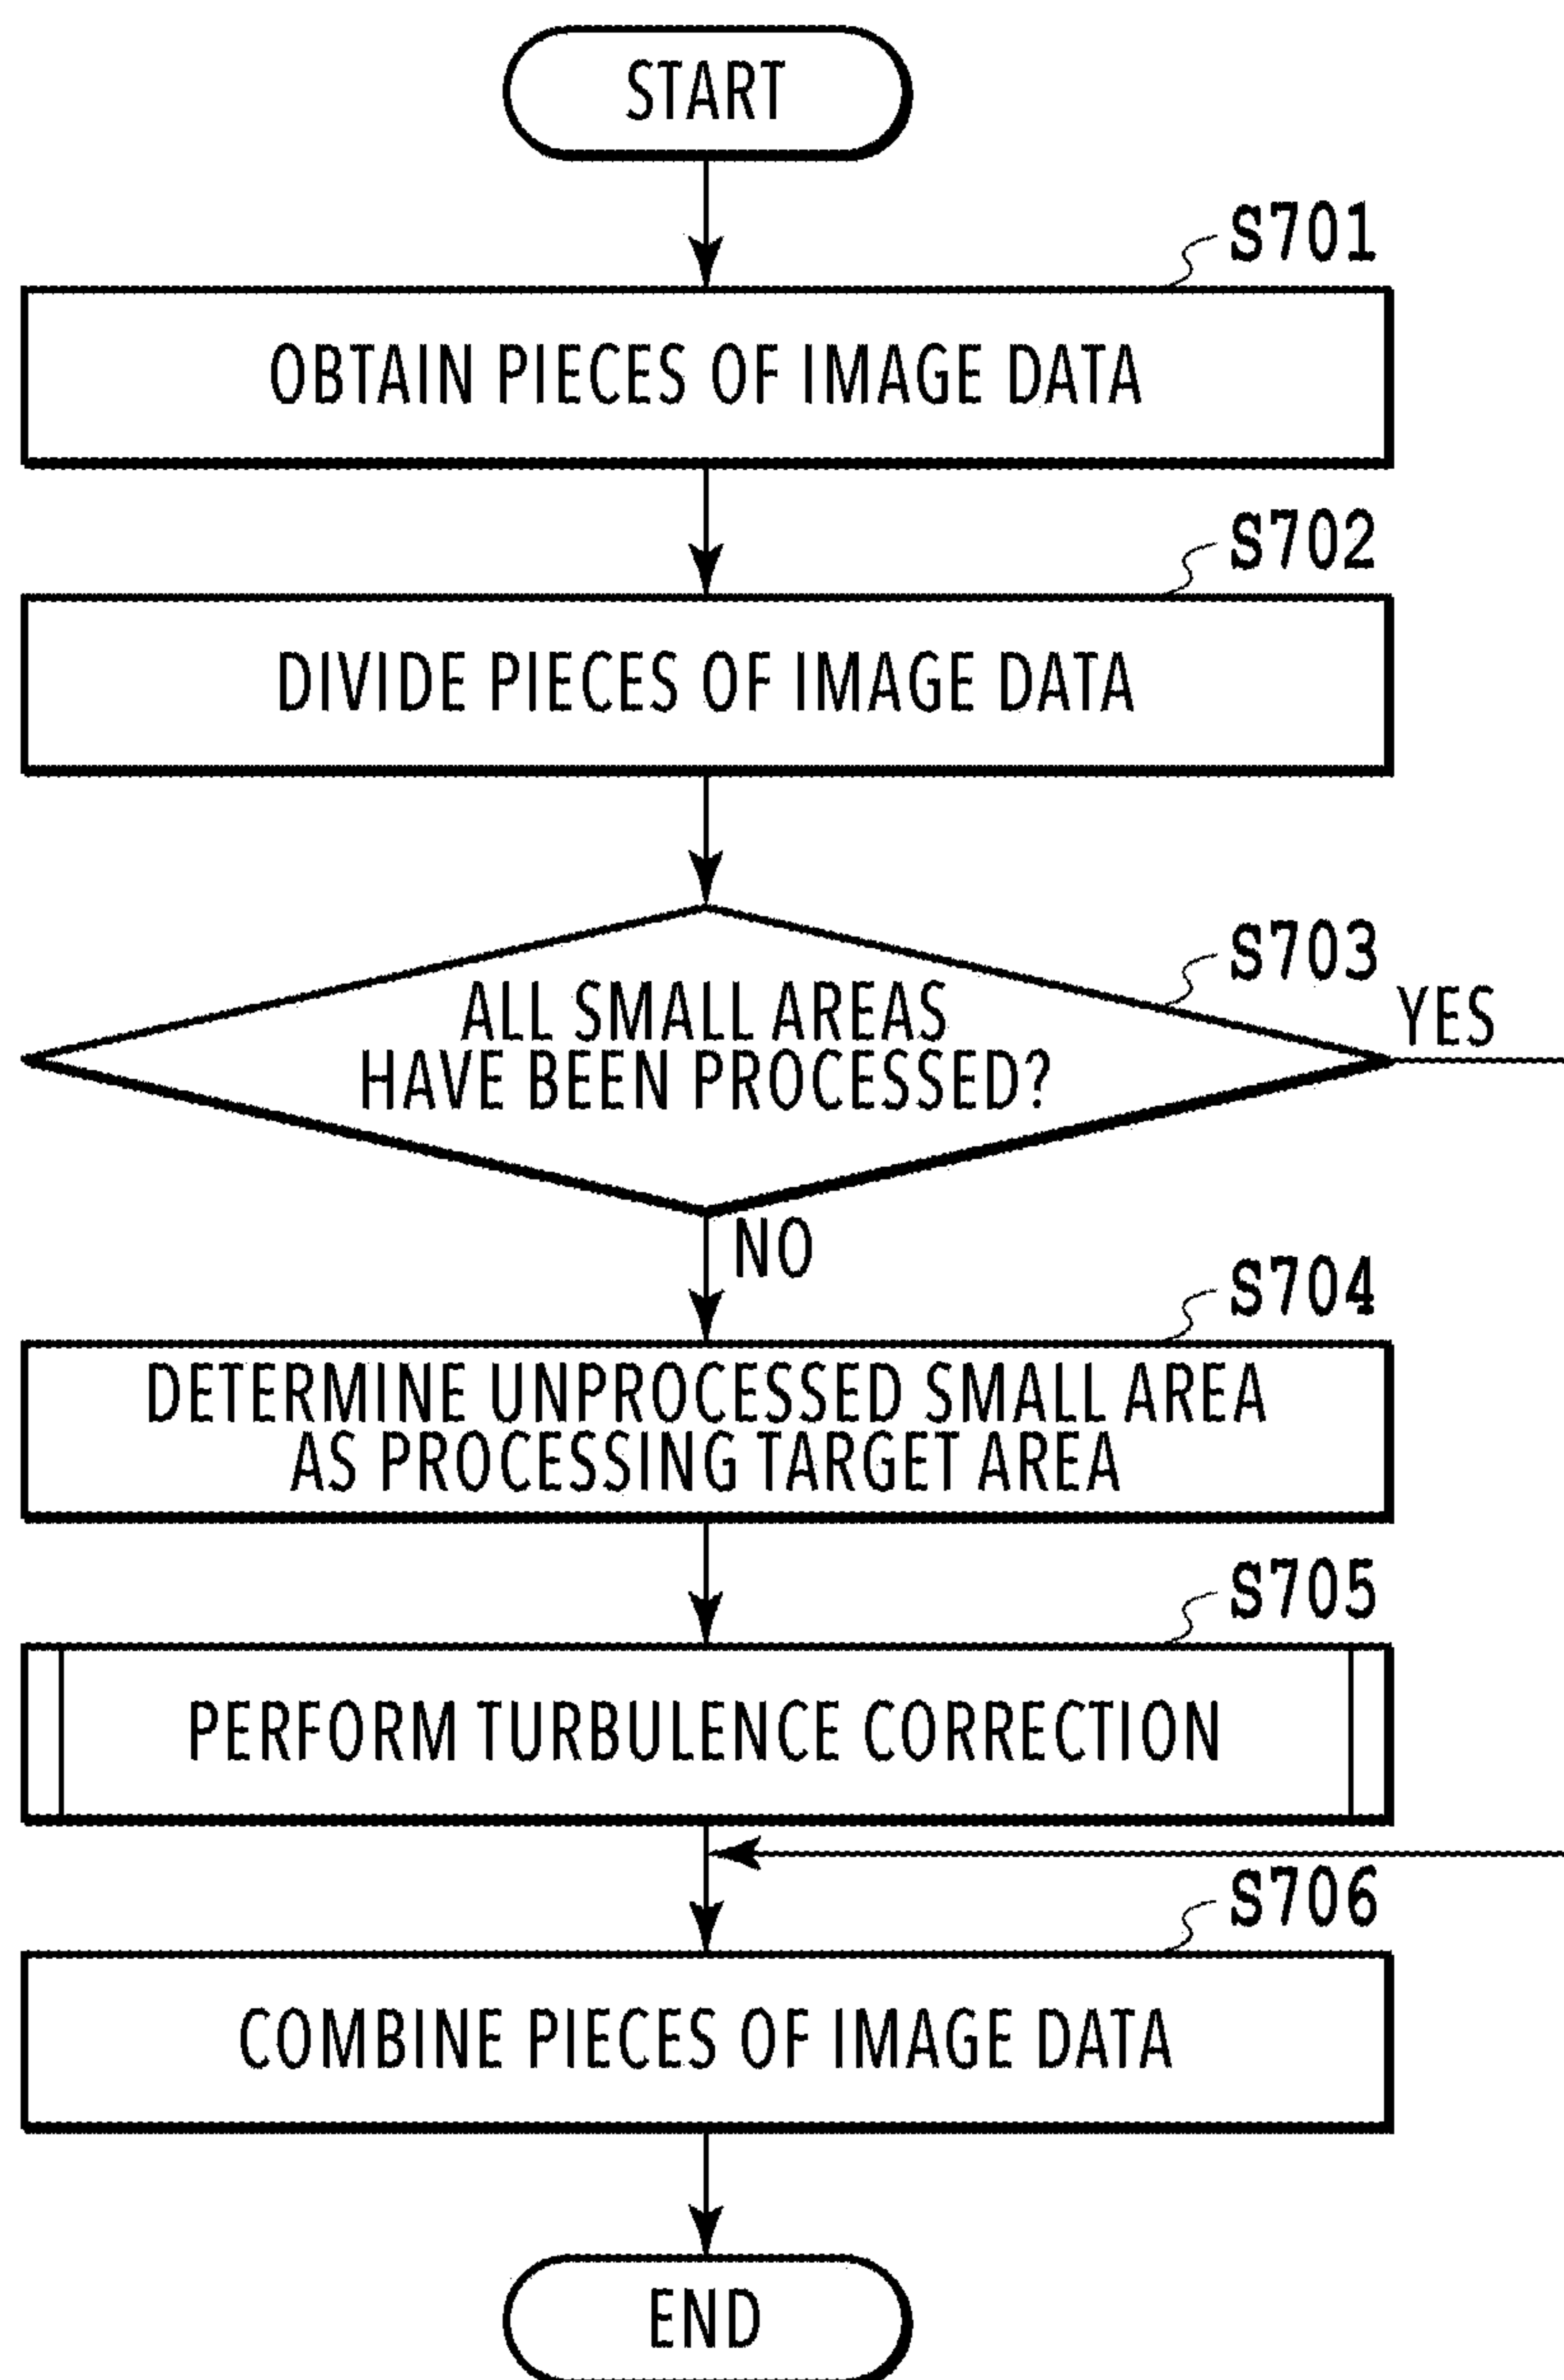 START
S701
OBTAIN PIECES OF IMAGE DATA
S702
DIVIDE PIECES OF IMAGE DATA
S703
ALL SMALL AREAS
HAVE BEEN PROCESSED?
YES
NO
S704
DETERMINE UNPROCESSED SMALL AREA
AS PROCESSING TARGET AREA
S705
PERFORM TURBULENCE CORRECTION
S706
COMBINE PIECES OF IMAGE DATA
END